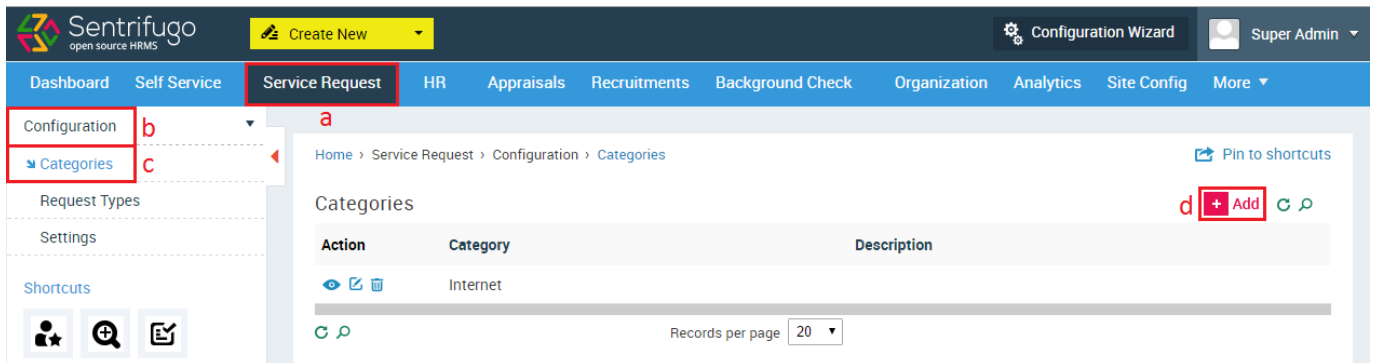 Sentrifugo
open source HRMS
Create New
Configuration Wizard
Super Admin
Dashboard Self Service Service Request HR Appraisals Recruitments Background Check Organization Analytics Site Config More
a
Configuration b
Categories c
Request Types
Settings
Shortcuts
Home › Service Request › Configuration › Categories
Pin to shortcuts
Categories
d + Add
Action Category Description
Internet
Records per page 20